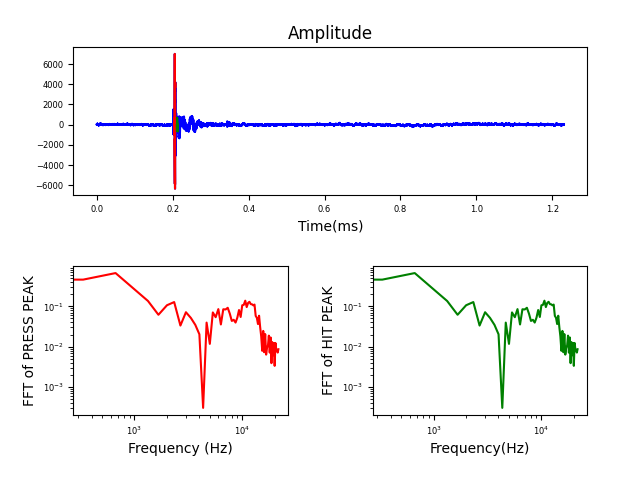 Amplitude
6000
4000
2000
0
−2000
−4000
−6000
0.0 0.2 0.4 0.6 0.8 1.0 1.2
Time(ms)
FFT of PRESS PEAK
10⁻¹
10⁻²
10⁻³
10³ 10⁴
Frequency (Hz)
FFT of HIT PEAK
10⁻¹
10⁻²
10⁻³
10³ 10⁴
Frequency(Hz)